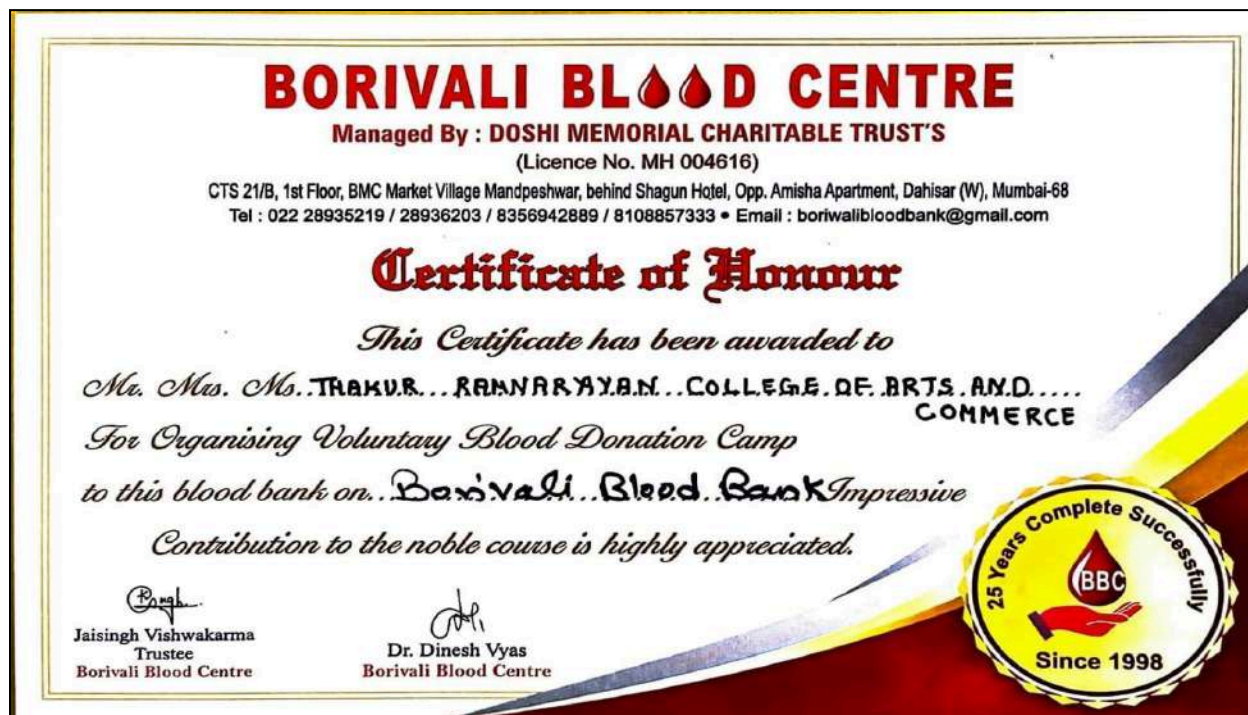 BORIVALI BLOOD CENTRE
Managed By : DOSHI MEMORIAL CHARITABLE TRUST'S
(Licence No. MH 004616)
CTS 21/B, 1st Floor, BMC Market Village Mandpeshwar, behind Shagun Hotel, Opp. Amisha Apartment, Dahisar (W), Mumbai-68
Tel : 022 28935219 / 28936203 / 8356942889 / 8108857333 • Email : boriwalibloodbank@gmail.com
Certificate of Honour
This Certificate has been awarded to
Mr. Mrs. Ms. THAKUR... RAMNARAYAN... COLLEGE OF ARTS AND.....
COMMERCE
For Organising Voluntary Blood Donation Camp
to this blood bank on...Borivali...Blood..Bank Impressive
Contribution to the noble course is highly appreciated.
Jaisingh Vishwakarma
Trustee
Borivali Blood Centre
Dr. Dinesh Vyas
Borivali Blood Centre
25 Years Complete Successfully
BBC
Since 1998